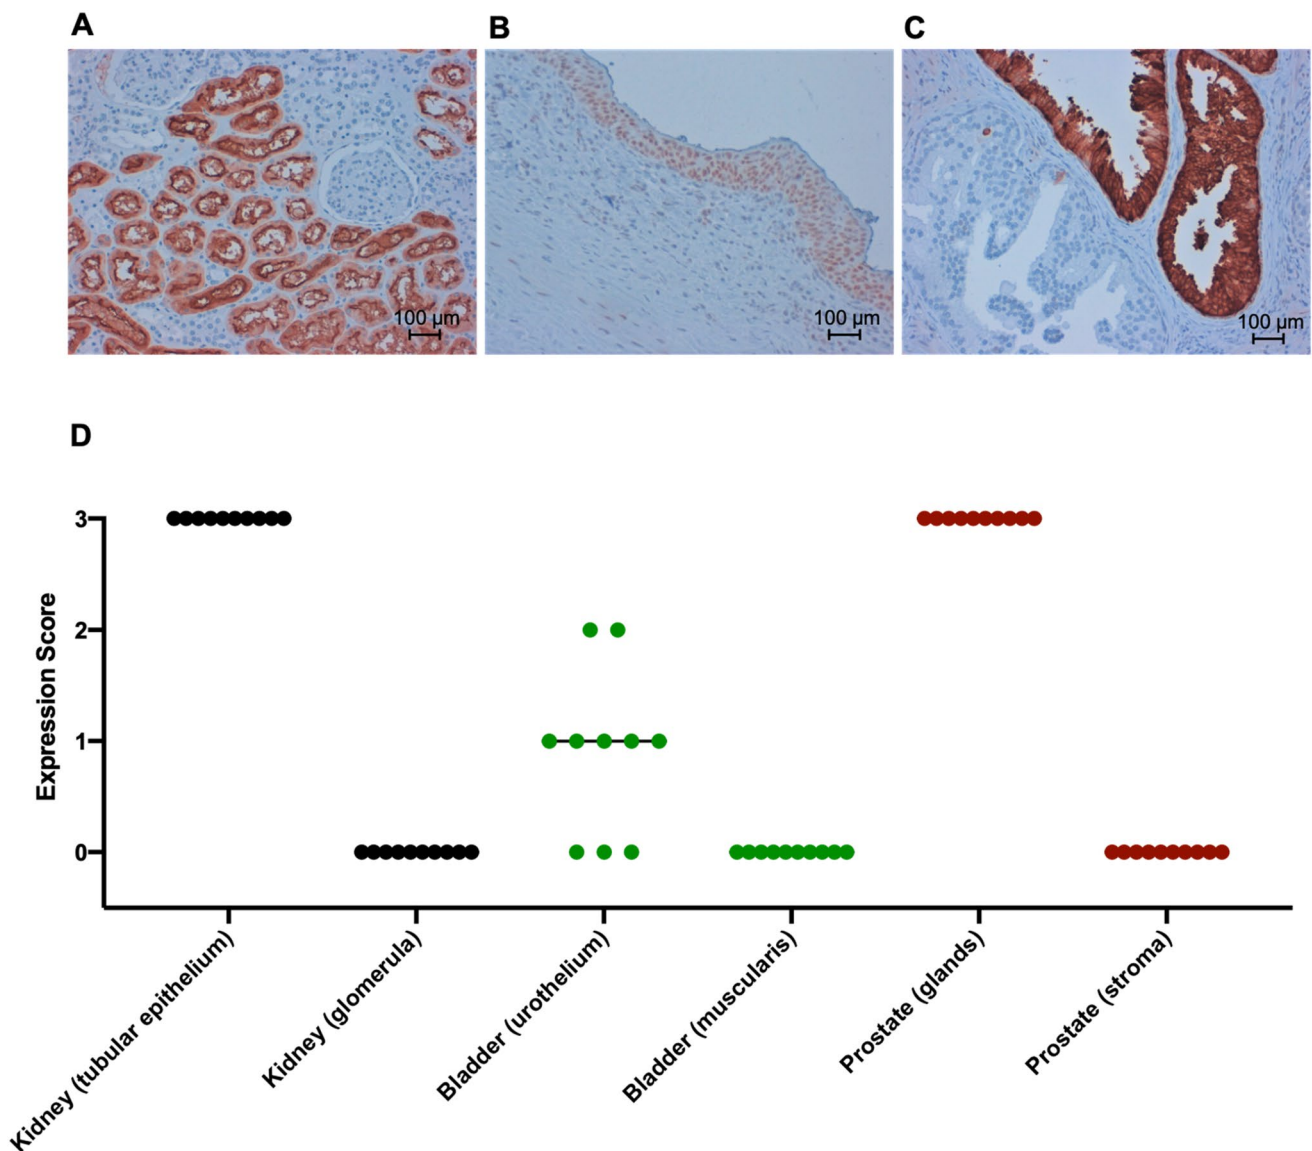 A
B
C
100 µm
100 µm
100 µm
D
Expression Score
3
2
1
0
Kidney (tubular epithelium)
Kidney (glomerula)
Bladder (urothelium)
Bladder (muscularis)
Prostate (glands)
Prostate (stroma)